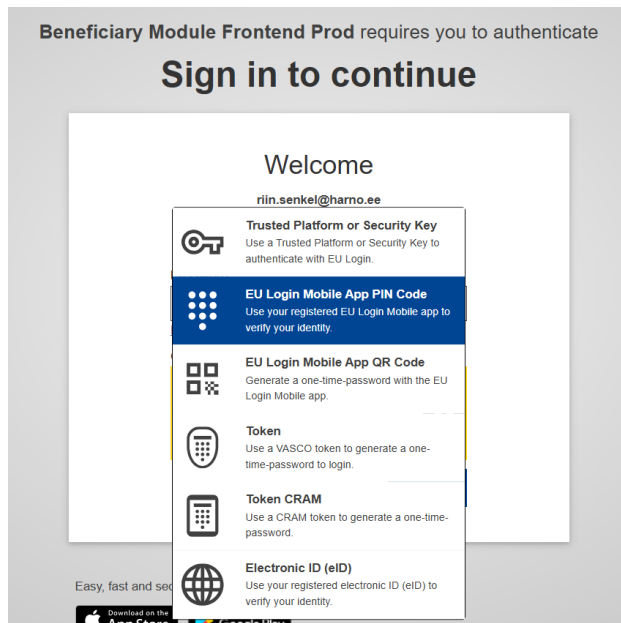 Beneficiary Module Frontend Prod requires you to authenticate
Sign in to continue
Welcome
riin.senkel@harno.ee
Trusted Platform or Security Key
Use a Trusted Platform or Security Key to
authenticate with EU Login.
EU Login Mobile App PIN Code
Use your registered EU Login Mobile app to
verify your identity.
EU Login Mobile App QR Code
Generate a one-time-password with the EU
Login Mobile app.
Token
Use a VASCO token to generate a one-
time-password to login.
Token CRAM
Use a CRAM token to generate a one-time-
password.
Electronic ID (eID)
Use your registered electronic ID (eID) to
verify your identity.
Easy, fast and sec
Download on the
App Store
Google Play